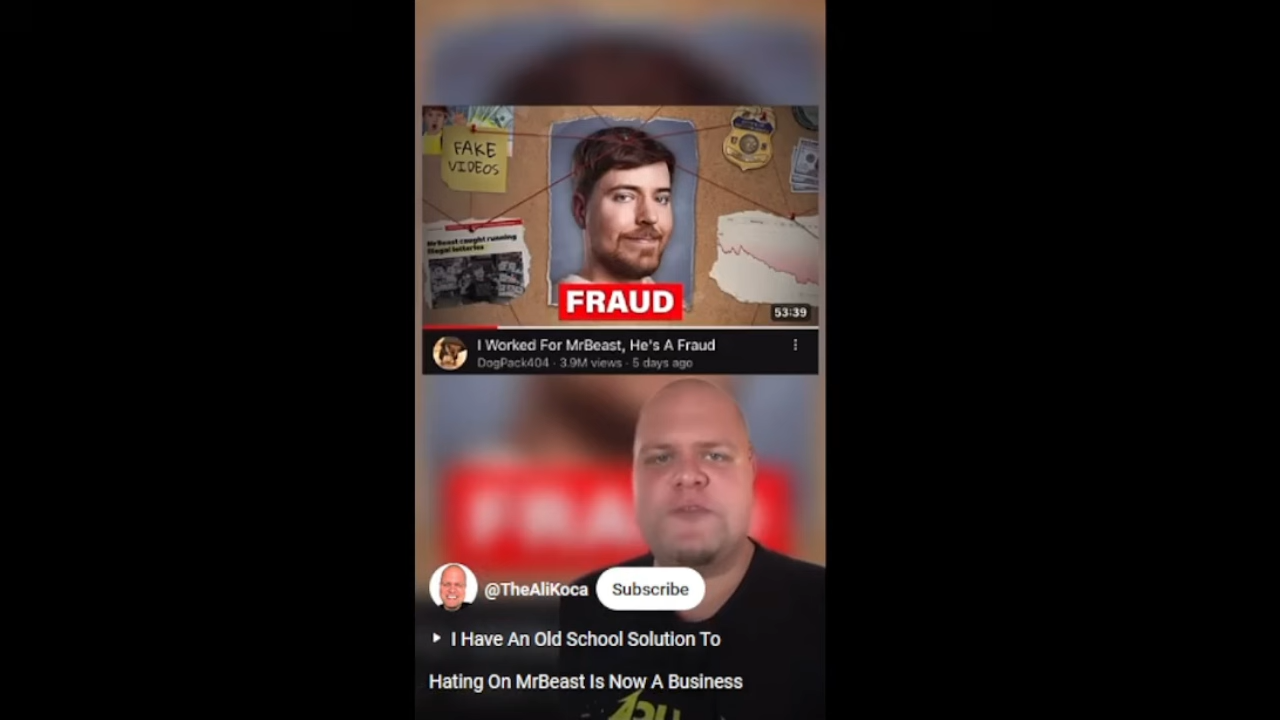 FAKE
VIDEOS
MrBeast caught running
illegal lotteries
FRAUD
53:39
I Worked For MrBeast, He's A Fraud
DogPack404 · 3.9M views · 5 days ago
FRA
@TheAliKoca
Subscribe
I Have An Old School Solution To
Hating On MrBeast Is Now A Business